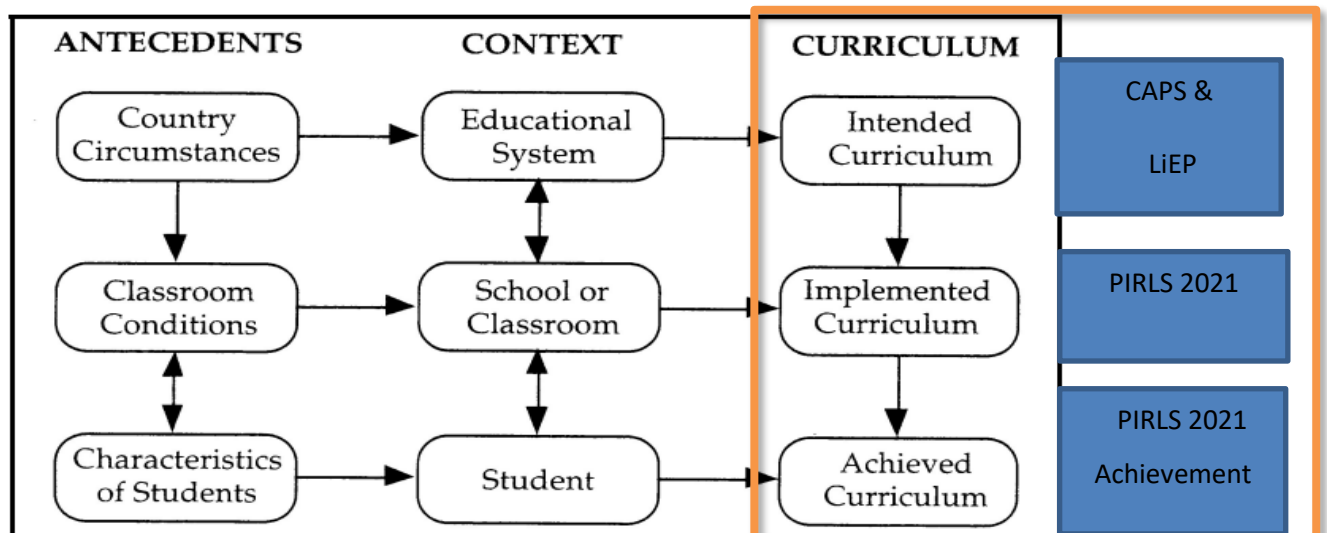 ANTECEDENTS CONTEXT CURRICULUM
CAPS &
LiEP
Country
Circumstances
Educational
System
Intended
Curriculum
Classroom
Conditions
School or
Classroom
Implemented
Curriculum
PIRLS 2021
Characteristics
of Students
Student
Achieved
Curriculum
PIRLS 2021
Achievement